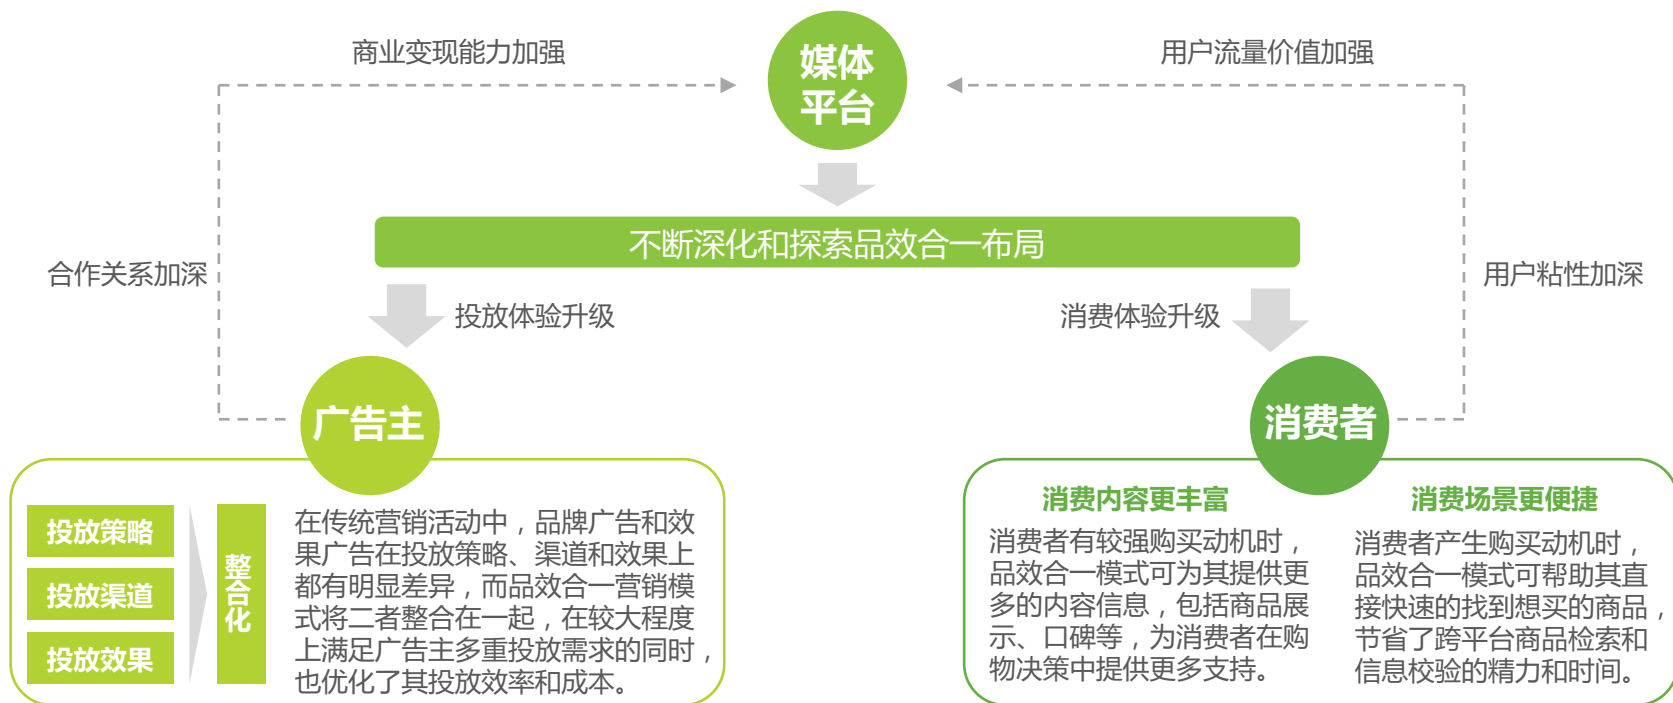 商业变现能力加强
媒体
平台
用户流量价值加强
不断深化和探索品效合一布局
合作关系加深
用户粘性加深
投放体验升级
消费体验升级
广告主
消费者
投放策略
投放渠道
投放效果
整合化
在传统营销活动中，品牌广告和效
果广告在投放策略、渠道和效果上
都有明显差异，而品效合一营销模
式将二者整合在一起，在较大程度
上满足广告主多重投放需求的同时，
也优化了其投放效率和成本。
消费内容更丰富
消费者有较强购买动机时，
品效合一模式可为其提供更
多的内容信息，包括商品展
示、口碑等，为消费者在购
物决策中提供更多支持。
消费场景更便捷
消费者产生购买动机时，
品效合一模式可帮助其直
接快速的找到想买的商品，
节省了跨平台商品检索和
信息校验的精力和时间。